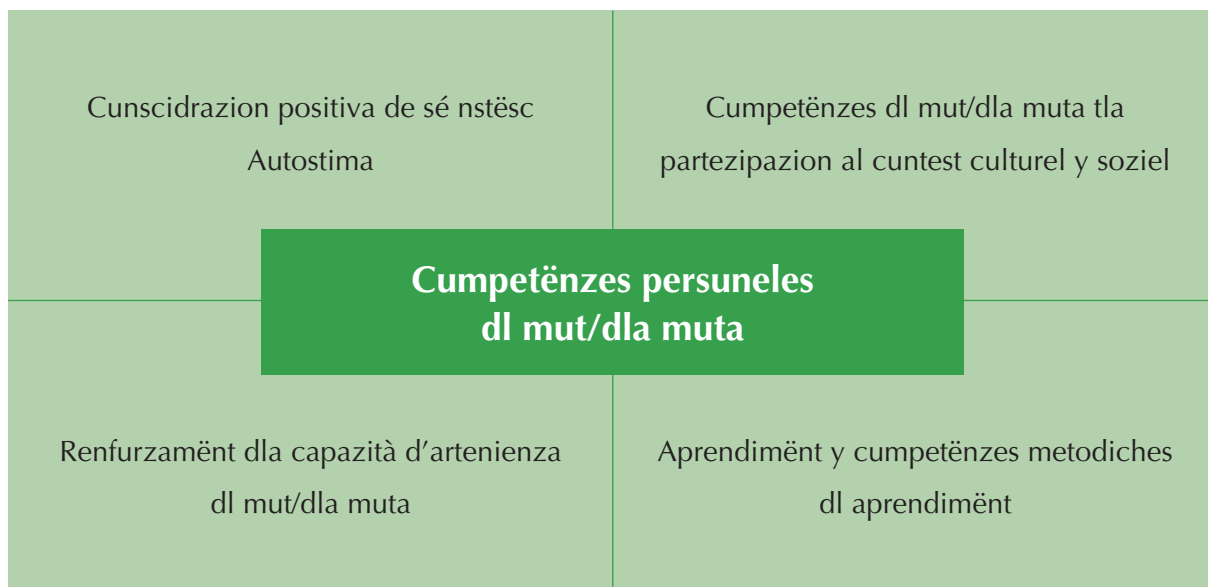 Cunscidrazion positiva de sé nstësc
Autostima
Cumpetënzes dl mut/dla muta tla
partezipazion al cuntest culturel y soziel
Cumpetënzes persuneles
dl mut/dla muta
Renfurzamënt dla capazità d’artenienza
dl mut/dla muta
Aprendimënt y cumpetënzes metodiches
dl aprendimënt